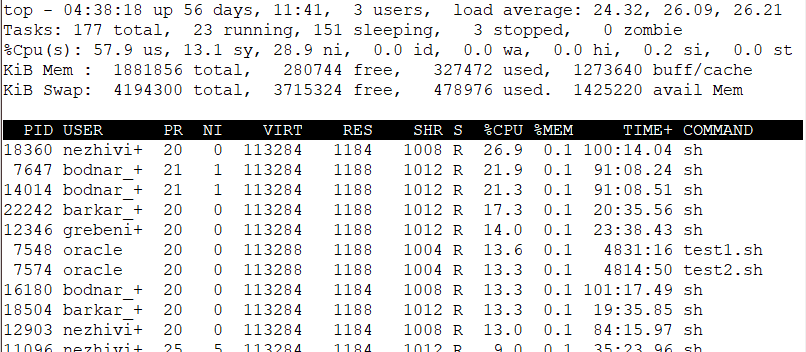 top - 04:38:18 up 56 days, 11:41,  3 users,  load average: 24.32, 26.09, 26.21
Tasks: 177 total,  23 running, 151 sleeping,   3 stopped,   0 zombie
%Cpu(s): 57.9 us, 13.1 sy, 28.9 ni,  0.0 id,  0.0 wa,  0.0 hi,  0.2 si,  0.0 st
KiB Mem :  1881856 total,   280744 free,   327472 used,  1273640 buff/cache
KiB Swap:  4194300 total,  3715324 free,   478976 used.  1425220 avail Mem
  PID USER      PR  NI    VIRT    RES    SHR S  %CPU %MEM     TIME+ COMMAND
18360 nezhivi+  20   0  113284   1184   1008 R  26.9  0.1 100:14.04 sh
 7647 bodnar_+  21   1  113284   1188   1012 R  21.9  0.1  91:08.24 sh
14014 bodnar_+  21   1  113284   1188   1012 R  21.3  0.1  91:08.51 sh
22242 barkar_+  20   0  113284   1188   1012 R  17.3  0.1  20:35.56 sh
12346 grebeni+  20   0  113284   1188   1012 R  14.0  0.1  23:38.43 sh
 7548 oracle    20   0  113288   1188   1004 R  13.6  0.1   4831:16 test1.sh
 7574 oracle    20   0  113288   1188   1004 R  13.3  0.1   4814:50 test2.sh
16180 bodnar_+  20   0  113284   1184   1008 R  13.3  0.1 101:17.49 sh
18504 barkar_+  20   0  113284   1188   1012 R  13.3  0.1  19:35.85 sh
12903 nezhivi+  20   0  113284   1184   1008 R  13.0  0.1  84:15.97 sh
11096 nezhivi+  25   5  113284   1184   1012 R   9.0  0.1  35:23.96 sh